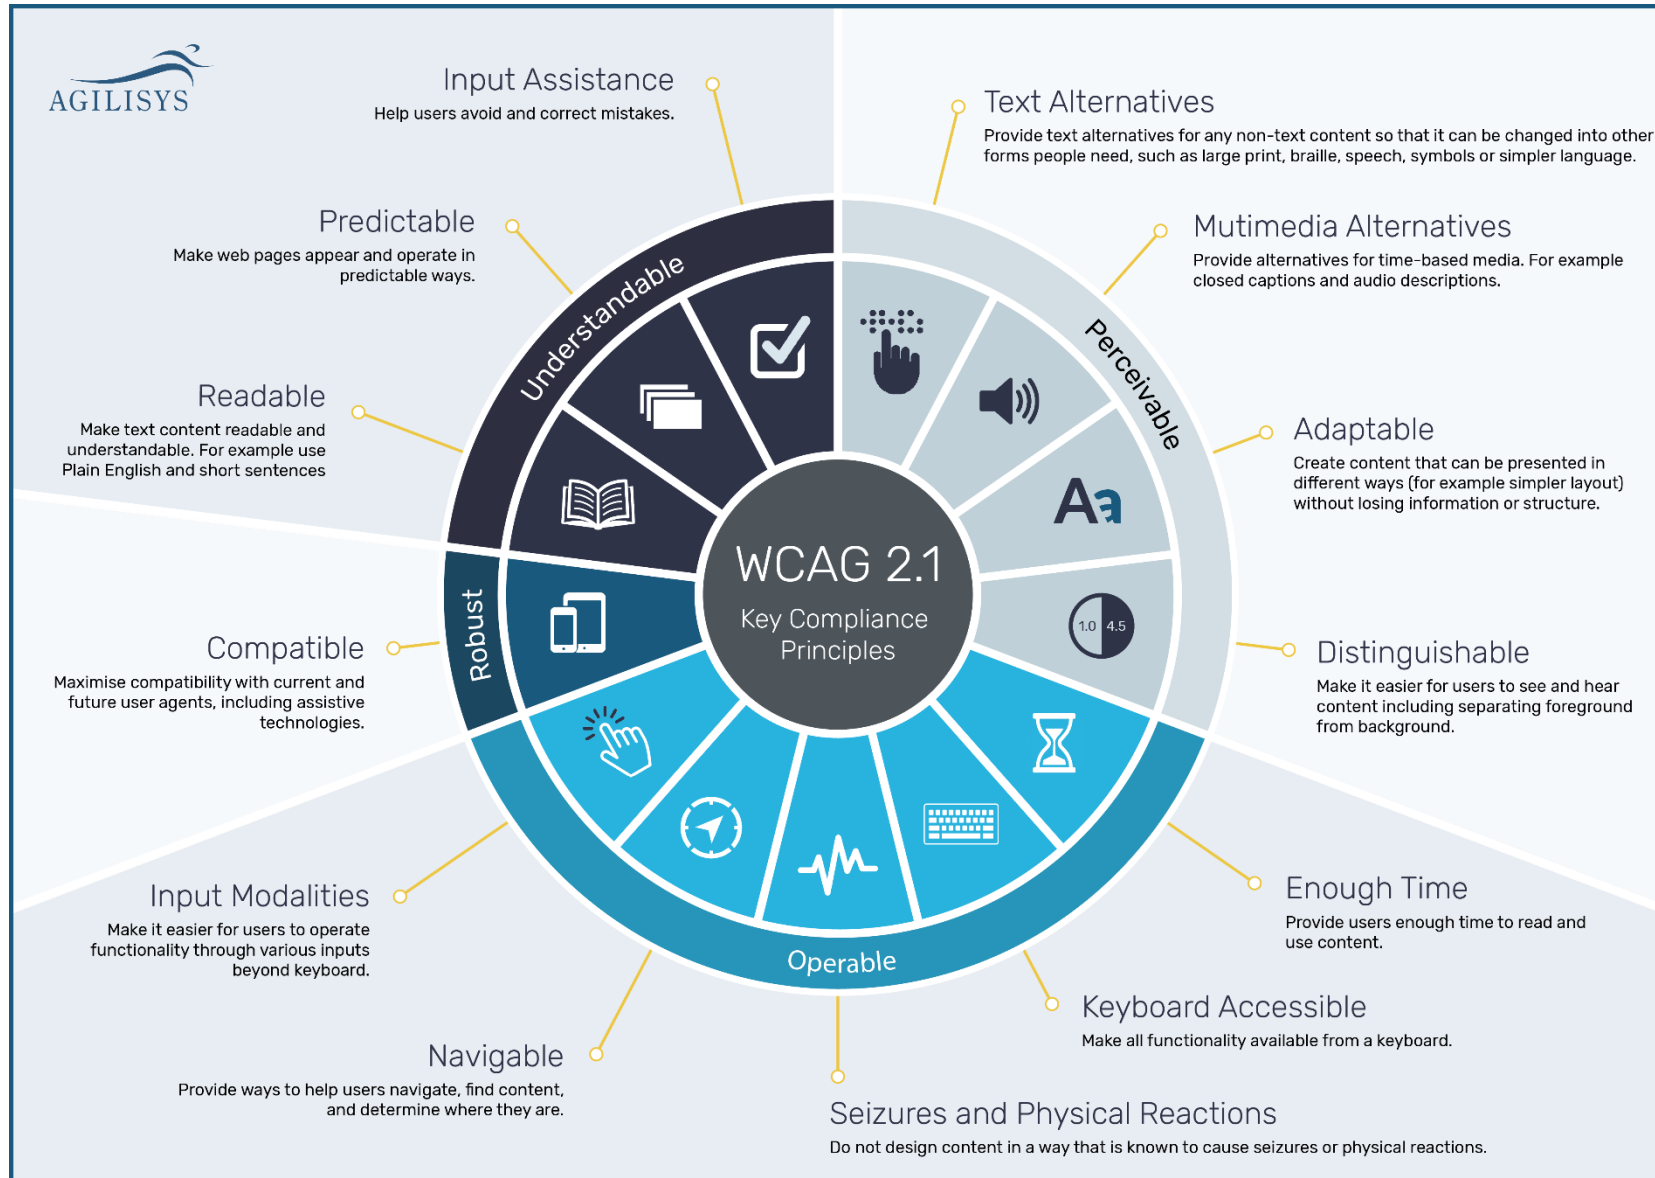 AGILISYS
Input Assistance
Help users avoid and correct mistakes.
Predictable
Make web pages appear and operate in
predictable ways.
Readable
Make text content readable and
understandable. For example use
Plain English and short sentences
Compatible
Maximise compatibility with current and
future user agents, including assistive
technologies.
Input Modalities
Make it easier for users to operate
functionality through various inputs
beyond keyboard.
Navigable
Provide ways to help users navigate, find content,
and determine where they are.
Text Alternatives
Provide text alternatives for any non-text content so that it can be changed into other
forms people need, such as large print, braille, speech, symbols or simpler language.
Mutimedia Alternatives
Provide alternatives for time-based media. For example
closed captions and audio descriptions.
Adaptable
Create content that can be presented in
different ways (for example simpler layout)
without losing information or structure.
Distinguishable
Make it easier for users to see and hear
content including separating foreground
from background.
Enough Time
Provide users enough time to read and
use content.
Keyboard Accessible
Make all functionality available from a keyboard.
Seizures and Physical Reactions
Do not design content in a way that is known to cause seizures or physical reactions.
Understandable
Perceivable
Robust
Operable
Aa
1.0 4.5
WCAG 2.1
Key Compliance
Principles